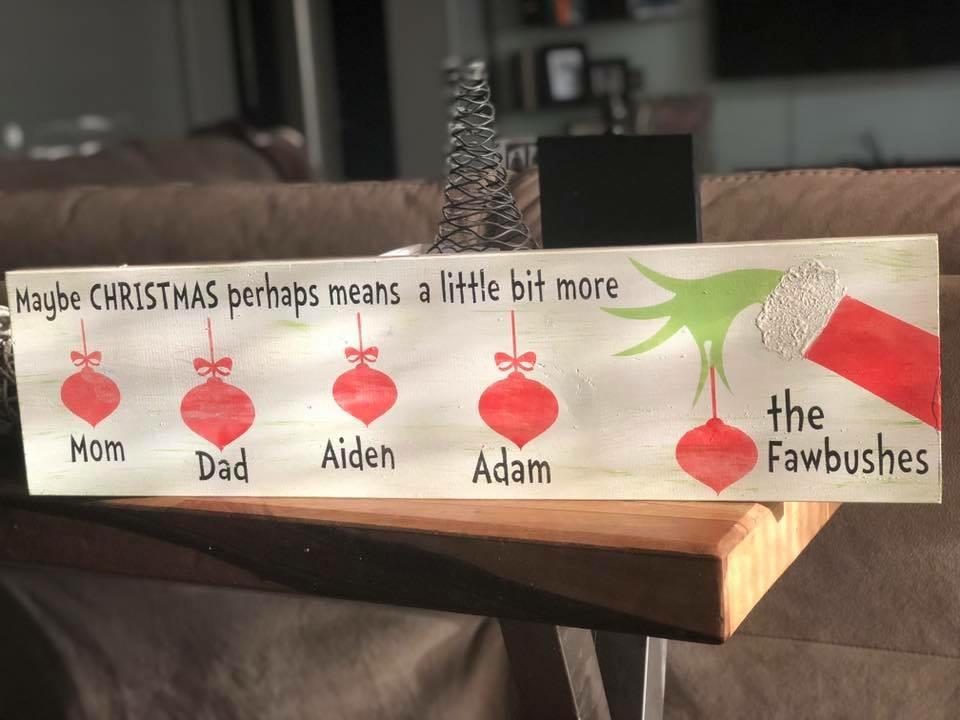 Maybe CHRISTMAS perhaps means a little bit more
Mom
Dad
Aiden
Adam
the
Fawbushes